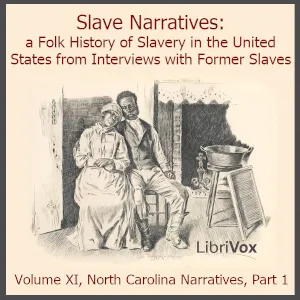 Slave Narratives:
a Folk History of Slavery in the United
States from Interviews with Former Slaves
LibriVox
Volume XI, North Carolina Narratives, Part 1